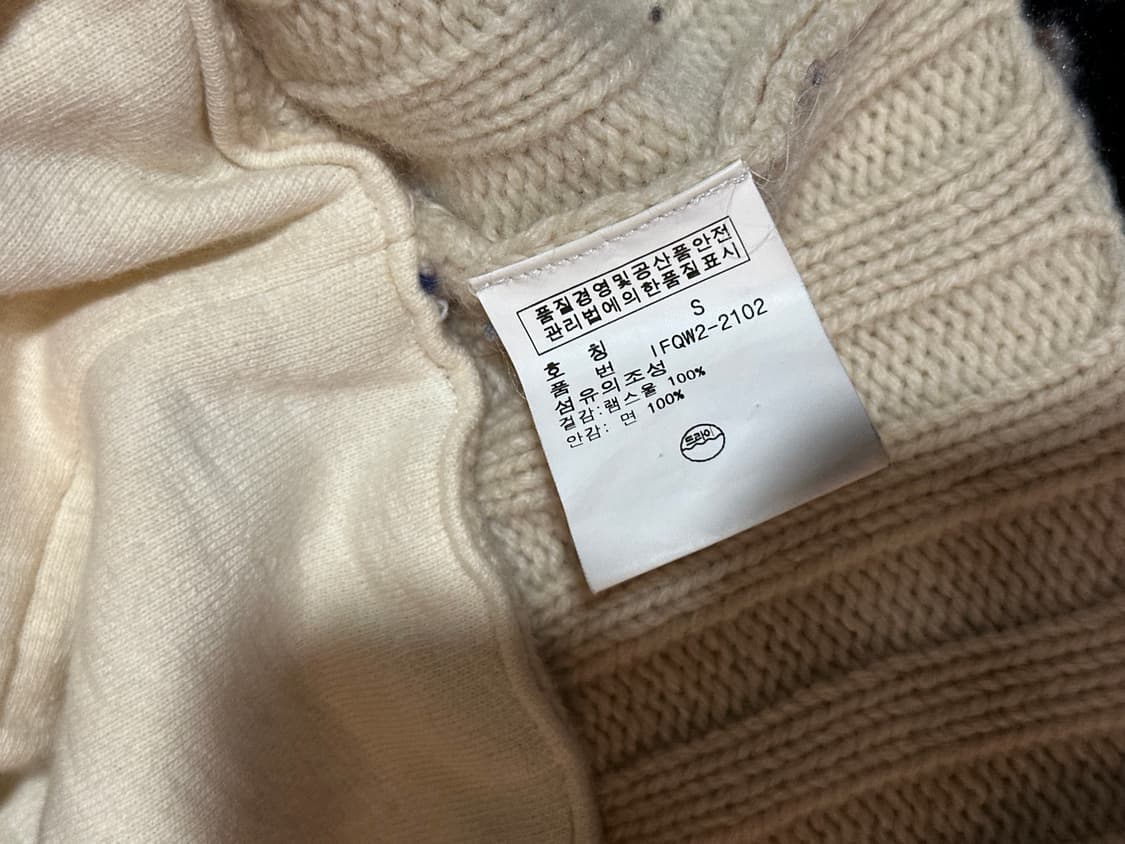 품질경영및공산품안전
관리법에의한품질표시
호 칭 S
품 번 IFQW2-2102
섬유의조성
겉감:램스울 100%
안감: 면 100%
드라이